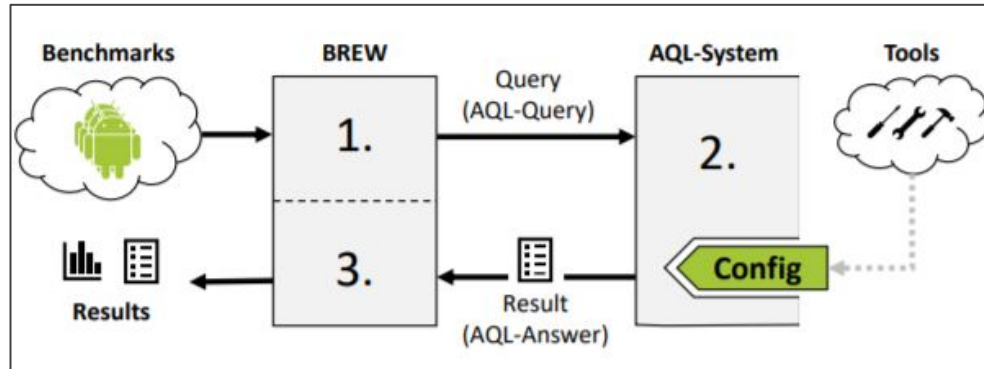 Benchmarks
BREW
AQL-System
Tools
Query
(AQL-Query)
1.
2.
3.
Config
Result
(AQL-Answer)
Results